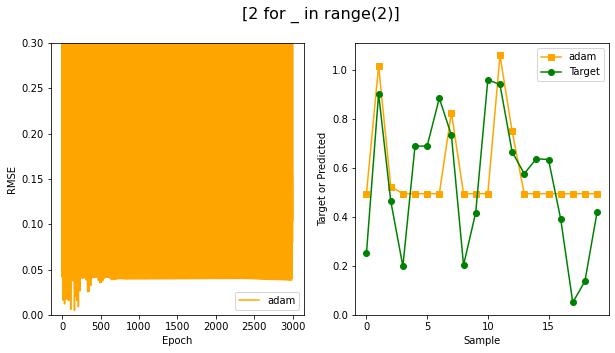 [2 for _ in range(2)]
0.30
0.25
0.20
0.15
0.10
0.05
0.00
RMSE
0 500 1000 1500 2000 2500 3000
Epoch
adam
1.0
0.8
0.6
0.4
0.2
0.0
Target or Predicted
0 5 10 15
Sample
adam
Target